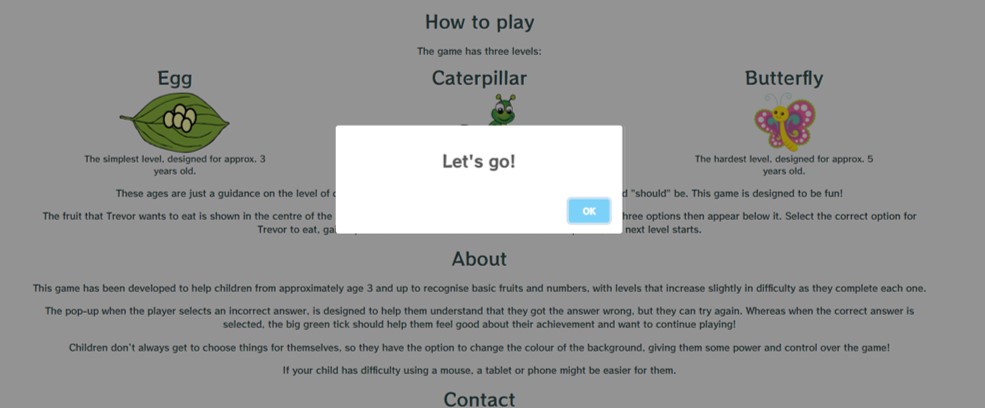 How to play
The game has three levels:
Egg
Caterpillar
Butterfly
The simplest level, designed for approx. 3
years old.
The hardest level, designed for approx. 5
years old.
Let's go!
OK
These ages are just a guidance on the level of
"should" be. This game is designed to be fun!
The fruit that Trevor wants to eat is shown in the centre of the
three options then appear below it. Select the correct option for
Trevor to eat,
next level starts.
About
This game has been developed to help children from approximately age 3 and up to recognise basic fruits and numbers, with levels that increase slightly in difficulty as they complete each one.
The pop-up when the player selects an incorrect answer, is designed to help them understand that they got the answer wrong, but they can try again. Whereas when the correct answer is
selected, the big green tick should help them feel good about their achievement and want to continue playing!
Children don't always get to choose things for themselves, so they have the option to change the colour of the background, giving them some power and control over the game!
If your child has difficulty using a mouse, a tablet or phone might be easier for them.
Contact